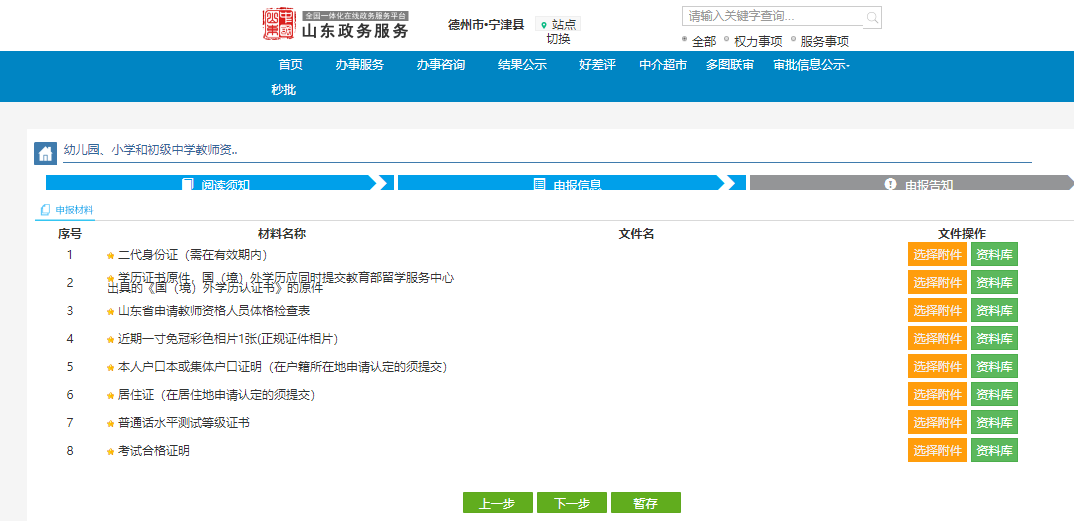 全国一体化在线政务服务平台
山东政务服务
德州市•宁津县
站点
切换
请输入关键字查询...
全部 权力事项 服务事项
首页 办事服务 办事咨询 结果公示 好差评 中介超市 多图联审 审批信息公示
秒批
幼儿园、小学和初级中学教师资..
阅读须知 申报信息 申报告知
申报材料
序号 材料名称 文件名 文件操作
1 二代身份证（需在有效期内） 选择附件 资料库
2 学历证书原件，国（境）外学历应同时提交教育部留学服务中心
出具的《国（境）外学历认证书》的原件 选择附件 资料库
3 山东省申请教师资格人员体格检查表 选择附件 资料库
4 近期一寸免冠彩色相片1张(正规证件相片) 选择附件 资料库
5 本人户口本或集体户口证明（在户籍所在地申请认定的须提交） 选择附件 资料库
6 居住证（在居住地申请认定的须提交） 选择附件 资料库
7 普通话水平测试等级证书 选择附件 资料库
8 考试合格证明 选择附件 资料库
上一步 下一步 暂存